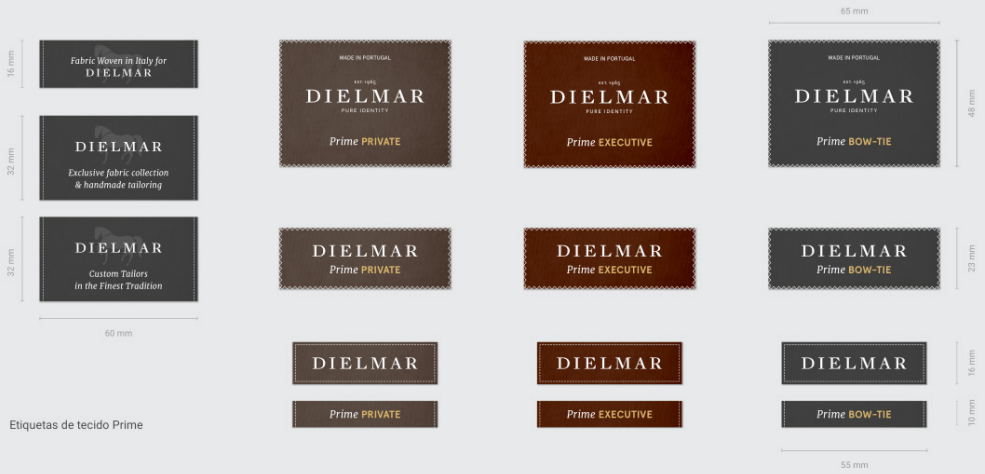 65 mm
16 mm
Fabric Woven in Italy for
DIELMAR
32 mm
DIELMAR
Exclusive fabric collection
& handmade tailoring
32 mm
DIELMAR
Custom Tailors
in the Finest Tradition
60 mm
MADE IN PORTUGAL
EST. 1965
DIELMAR
PURE IDENTITY
Prime PRIVATE
MADE IN PORTUGAL
EST. 1965
DIELMAR
PURE IDENTITY
Prime EXECUTIVE
MADE IN PORTUGAL
EST. 1965
DIELMAR
PURE IDENTITY
Prime BOW-TIE
48 mm
DIELMAR
Prime PRIVATE
DIELMAR
Prime EXECUTIVE
DIELMAR
Prime BOW-TIE
23 mm
DIELMAR
DIELMAR
DIELMAR
16 mm
Prime PRIVATE
Prime EXECUTIVE
Prime BOW-TIE
10 mm
55 mm
Etiquetas de tecido Prime